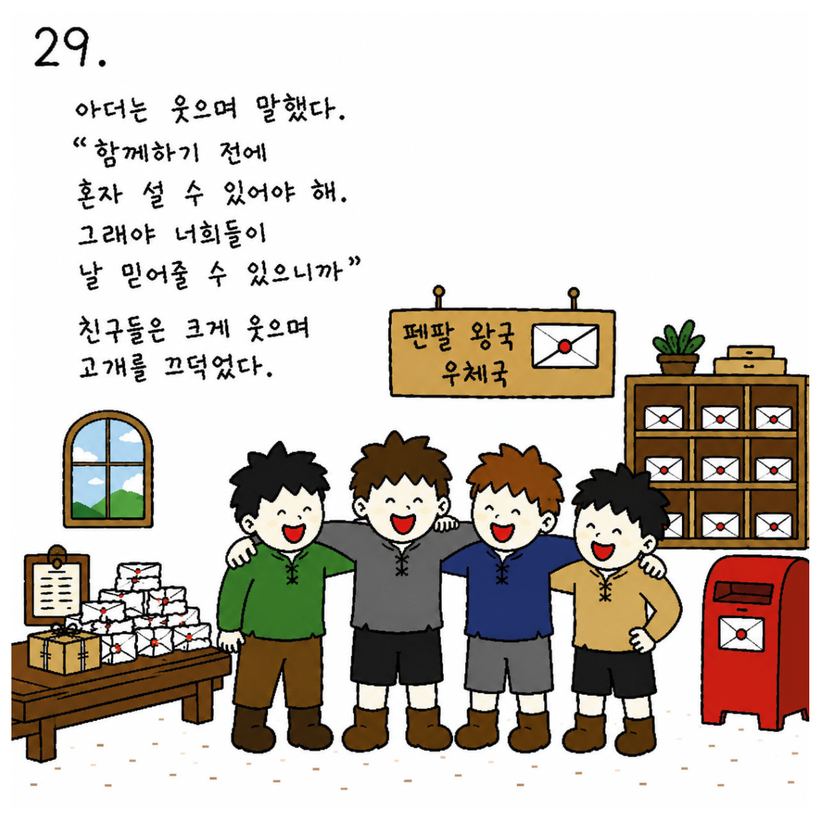 29.
아더는 웃으며 말했다.
“함께하기 전에
혼자 설 수 있어야 해.
그래야 너희들이
날 믿어줄 수 있으니까”
친구들은 크게 웃으며
고개를 끄덕었다.
펜팔 왕국
우체국